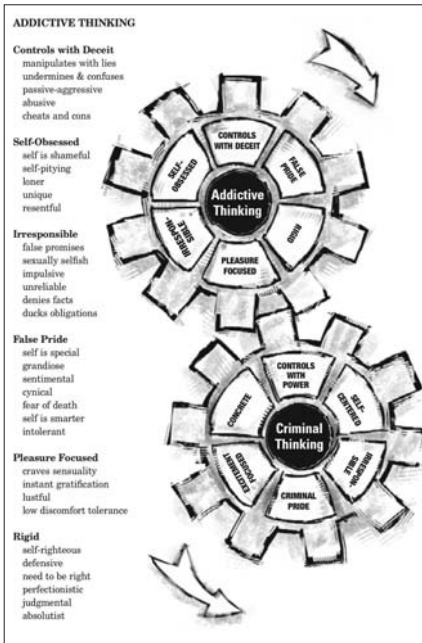 ADDICTIVE THINKING
Controls with Deceit
manipulates with lies
undermines & confuses
passive-aggressive
abusive
cheats and cons
Self-Obsessed
self is shameful
self-pitying
loner
unique
resentful
Irresponsible
false promises
sexually selfish
impulsive
unreliable
denies facts
ducks obligations
False Pride
self is special
grandiose
sentimental
cynical
fear of death
self is smarter
intolerant
Pleasure Focused
craves sensuality
instant gratification
lustful
low discomfort tolerance
Rigid
self-righteous
defensive
need to be right
perfectionistic
judgmental
absolutist
CONTROLS
WITH DECEIT
FALSE
PRIDE
RIGID
PLEASURE
FOCUSED
IRRESPON-
SIBLE
SELF-
OBSESSED
Addictive
Thinking
CONTROLS
WITH
POWER
SELF-
CENTERED
IRRESPON-
SIBLE
CRIMINAL
PRIDE
EXCITEMENT
FOCUSED
CONCRETE
Criminal
Thinking